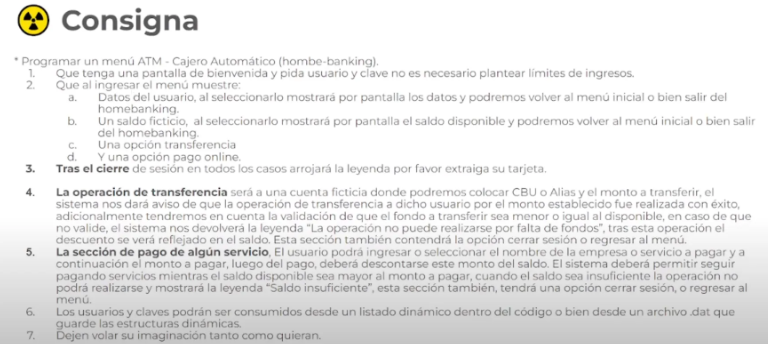 Consigna
* Programar un menú ATM - Cajero Automático (hombe-banking).
1. Que tenga una pantalla de bienvenida y pida usuario y clave no es necesario plantear límites de ingresos.
2. Que al ingresar el menú muestre:
a. Datos del usuario, al seleccionarlo mostrará por pantalla los datos y podremos volver al menú inicial o bien salir del
homebanking.
b. Un saldo ficticio, al seleccionarlo mostrará por pantalla el saldo disponible y podremos volver al menú inicial o bien salir
del homebanking.
c. Una opción transferencia
d. Y una opción pago online.
3. Tras el cierre de sesión en todos los casos arrojará la leyenda por favor extraiga su tarjeta.
4. La operación de transferencia será a una cuenta ficticia donde podremos colocar CBU o Alias y el monto a transferir, el
sistema nos dará aviso de que la operación de transferencia a dicho usuario por el monto establecido fue realizada con éxito,
adicionalmente tendremos en cuenta la validación de que el fondo a transferir sea menor o igual al disponible, en caso de que
no valide, el sistema nos devolverá la leyenda "La operación no puede realizarse por falta de fondos", tras esta operación el
descuento se verá reflejado en el saldo. Esta sección también contendrá la opción cerrar sesión o regresar al menú.
5. La sección de pago de algún servicio, El usuario podrá ingresar o seleccionar el nombre de la empresa o servicio a pagar y a
continuación el monto a pagar, luego del pago, deberá descontarse este monto del saldo. El sistema deberá permitir seguir
pagando servicios mientras el saldo disponible sea mayor al monto a pagar, cuando el saldo sea insuficiente la operación no
podrá realizarse y mostrará la leyenda "Saldo insuficiente", esta sección también, tendrá una opción cerrar sesión, o regresar al
menú.
6. Los usuarios y claves podrán ser consumidos desde un listado dinámico dentro del código o bien desde un archivo .dat que
guarde las estructuras dinámicas.
7. Dejen volar su imaginación tanto como quieran.